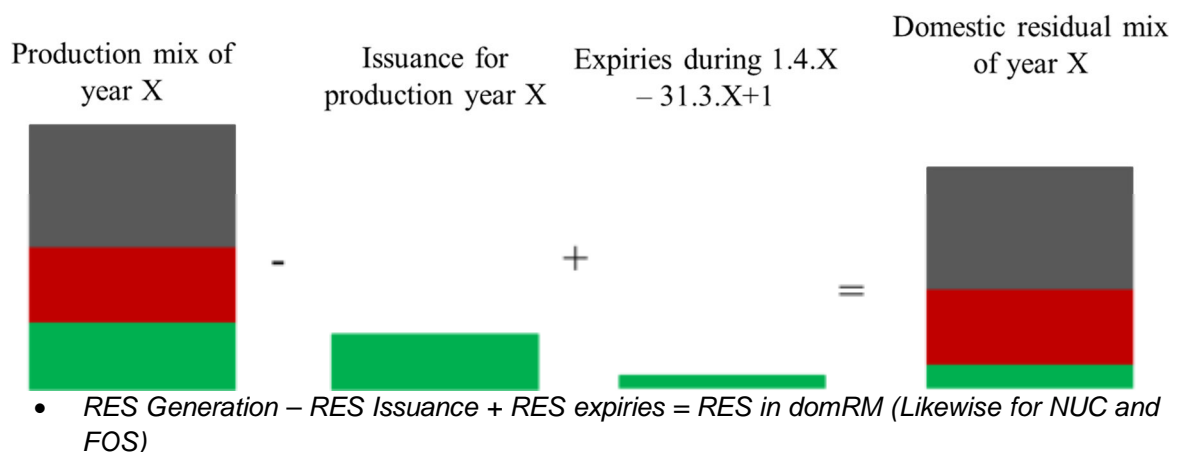 Production mix of
year X
Issuance for
production year X
Expiries during 1.4.X
– 31.3.X+1
Domestic residual mix
of year X
-
+
=
• RES Generation – RES Issuance + RES expiries = RES in domRM (Likewise for NUC and
FOS)